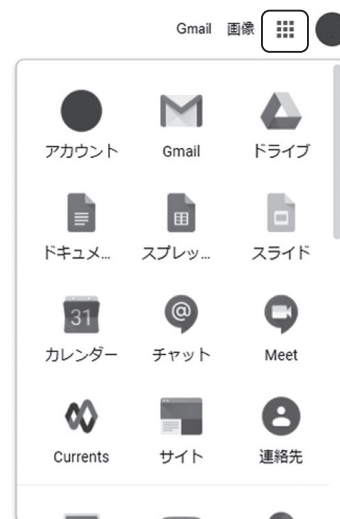 Gmail 画像
アカウント Gmail ドライブ
ドキュメ... スプレッ... スライド
31
カレンダー チャット Meet
Currents サイト 連絡先